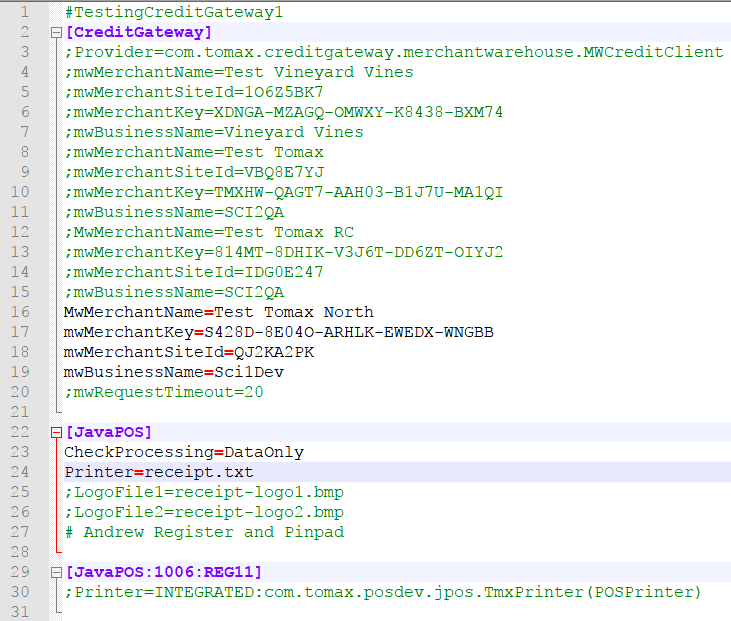 1 #TestingCreditGateway1
2 [CreditGateway]
3 ;Provider=com.tomax.creditgateway.merchantwarehouse.MWCreditClient
4 ;mwMerchantName=Test Vineyard Vines
5 ;mwMerchantSiteId=1O6Z5BK7
6 ;mwMerchantKey=XDNGA-MZAGQ-OMWXY-K8438-BXM74
7 ;mwBusinessName=Vineyard Vines
8 ;mwMerchantName=Test Tomax
9 ;mwMerchantSiteId=VBQ8E7YJ
10 ;mwMerchantKey=TMXHW-QAGT7-AAH03-B1J7U-MA1QI
11 ;mwBusinessName=SCI2QA
12 ;MwMerchantName=Test Tomax RC
13 ;mwMerchantKey=814MT-8DHIK-V3J6T-DD6ZT-OIYJ2
14 ;mwMerchantSiteId=IDG0E247
15 ;mwBusinessName=SCI2QA
16 MwMerchantName=Test Tomax North
17 mwMerchantKey=S428D-8E04O-ARHLK-EWEDX-WNGBB
18 mwMerchantSiteId=QJ2KA2PK
19 mwBusinessName=Sci1Dev
20 ;mwRequestTimeout=20
21
22 [JavaPOS]
23 CheckProcessing=DataOnly
24 Printer=receipt.txt
25 ;LogoFile1=receipt-logo1.bmp
26 ;LogoFile2=receipt-logo2.bmp
27 # Andrew Register and Pinpad
28
29 [JavaPOS:1006:REG11]
30 ;Printer=INTEGRATED:com.tomax.posdev.jpos.TmxPrinter(POSPrinter)
31